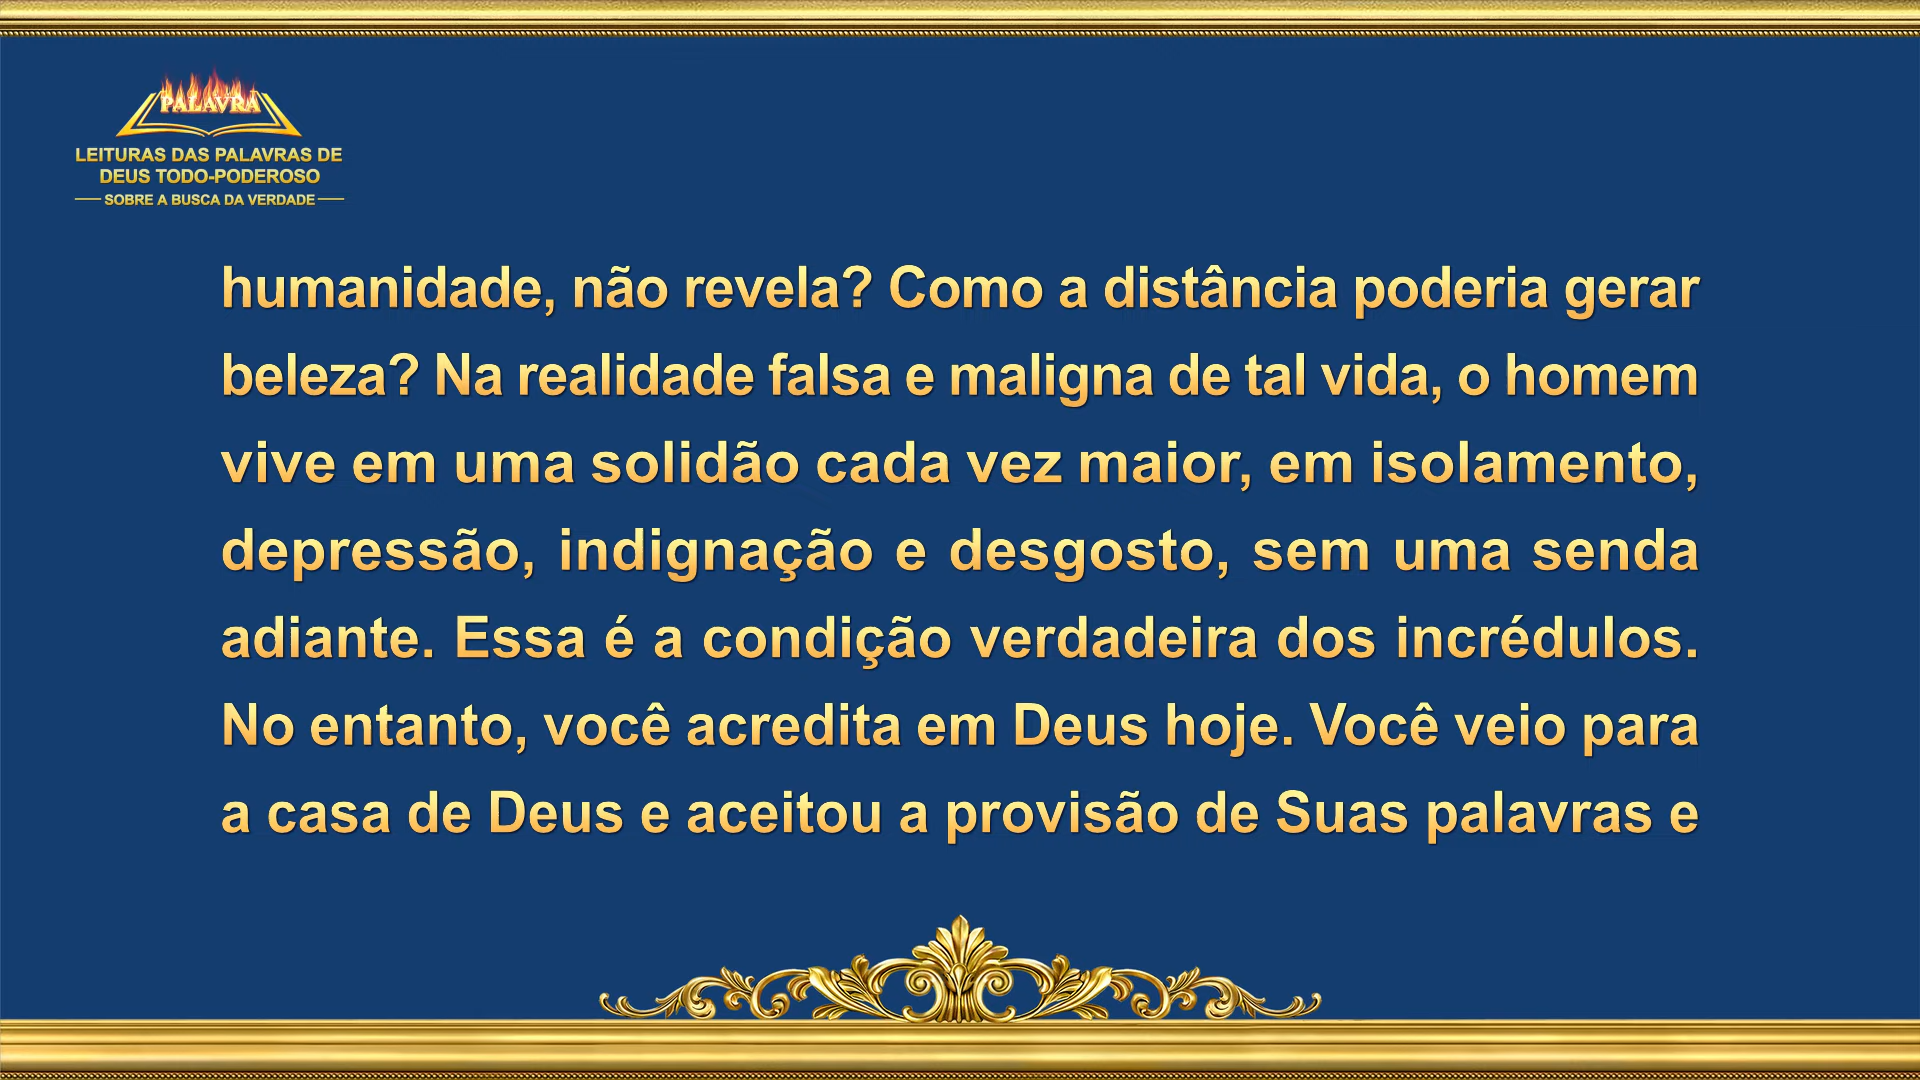 PALAVRA
LEITURAS DAS PALAVRAS DE
DEUS TODO-PODEROSO
SOBRE A BUSCA DA VERDADE
humanidade, não revela? Como a distância poderia gerar
beleza? Na realidade falsa e maligna de tal vida, o homem
vive em uma solidão cada vez maior, em isolamento,
depressão, indignação e desgosto, sem uma senda
adiante. Essa é a condição verdadeira dos incrédulos.
No entanto, você acredita em Deus hoje. Você veio para
a casa de Deus e aceitou a provisão de Suas palavras e